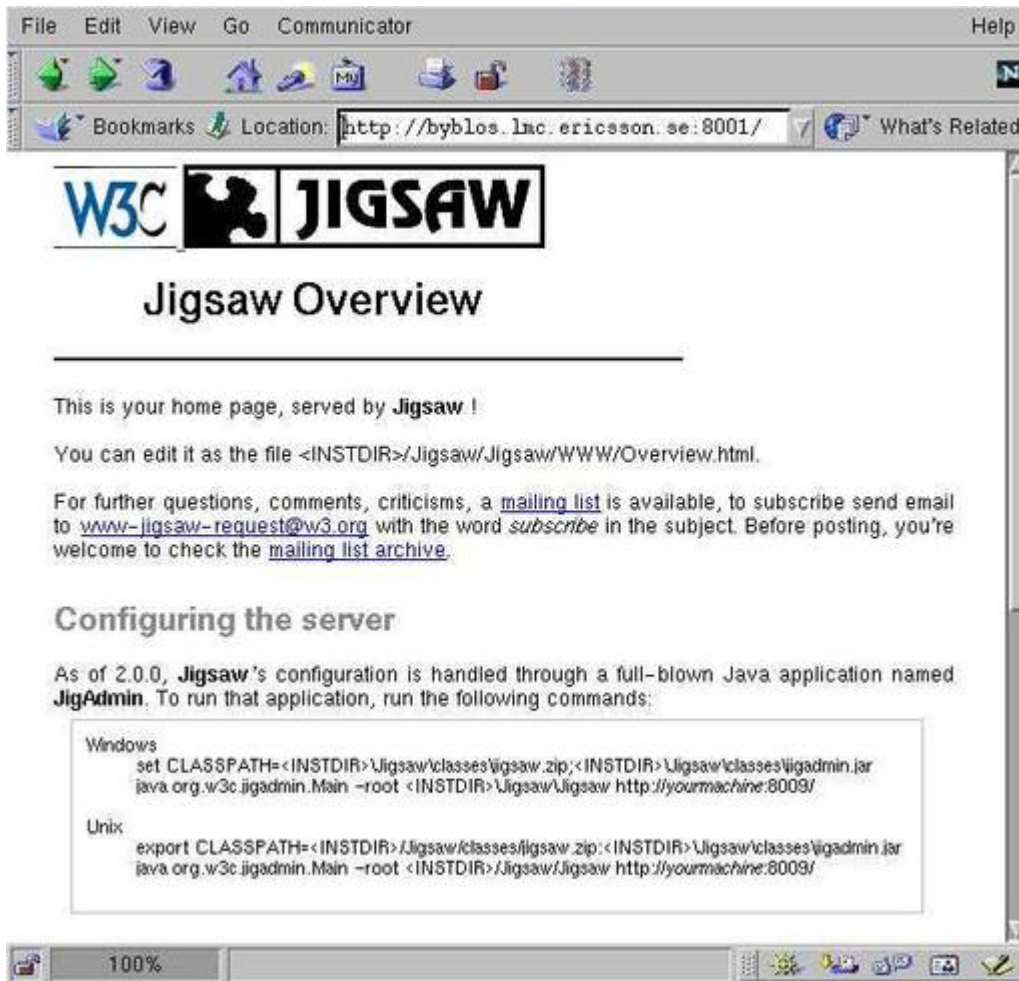 File Edit View Go Communicator Help
My
N
Bookmarks Location: http://byblos.lmc.ericsson.se:8001/ What's Related
W3C JIGSAW
Jigsaw Overview
This is your home page, served by Jigsaw !
You can edit it as the file <INSTDIR>/Jigsaw/Jigsaw/WWW/Overview.html.
For further questions, comments, criticisms, a mailing list is available, to subscribe send email
to www-jigsaw-request@w3.org with the word subscribe in the subject. Before posting, you're
welcome to check the mailing list archive.
Configuring the server
As of 2.0.0, Jigsaw 's configuration is handled through a full-blown Java application named
JigAdmin. To run that application, run the following commands:
Windows
set CLASSPATH=<INSTDIR>\Jigsaw\classes\jigsaw.zip;<INSTDIR>\Jigsaw\classes\jigadmin.jar
java org.w3c.jigadmin.Main -root <INSTDIR>\Jigsaw\Jigsaw http://yourmachine:8009/
Unix
export CLASSPATH=<INSTDIR>/Jigsaw/classes/jigsaw.zip:<INSTDIR>\Jigsaw\classes\jigadmin.jar
java org.w3c.jigadmin.Main -root <INSTDIR>/Jigsaw/Jigsaw http://yourmachine:8009/
100%